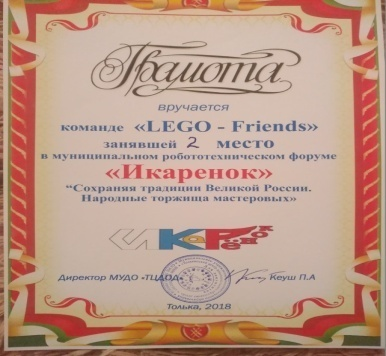 Грамота
вручается
команде «LEGO - Friends»
занявшей 2 место
в муниципальном робототехническом форуме
«Икаренок»
“Сохраняя традиции Великой России.
Народные торжища мастеровых»
ИКаРёНОК
Директор МУДО «ТЦДОД» Кеуш П.А
Толька, 2018